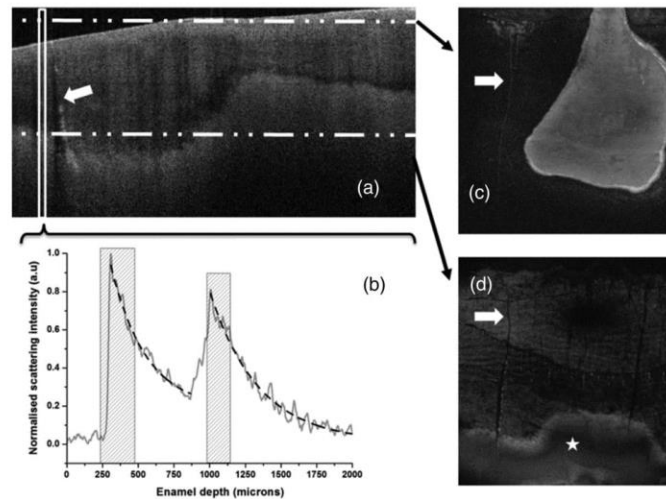 (a)
(c)
(b)
(d)
Normalised scattering intensity (a.u)
1.0
0.8
0.6
0.4
0.2
0.0
0 250 500 750 1000 1250 1500 1750 2000
Enamel depth (microns)